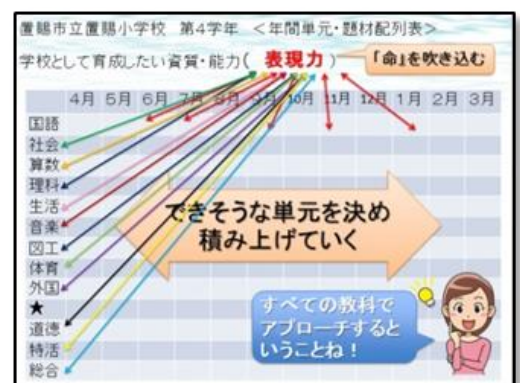 置賜市立置賜小学校 第4学年 <年間単元・題材配列表>
学校として育成したい資質・能力( 表現力 )
「命」を吹き込む
4月 5月 6月 7月 8月 9月 10月 11月 12月 1月 2月 3月
国語
社会
算数
理科
生活
音楽
図工
体育
外国
★
道徳
特活
総合
できそうな単元を決め
積み上げていく
すべての教科で
アプローチすると
いうことね!